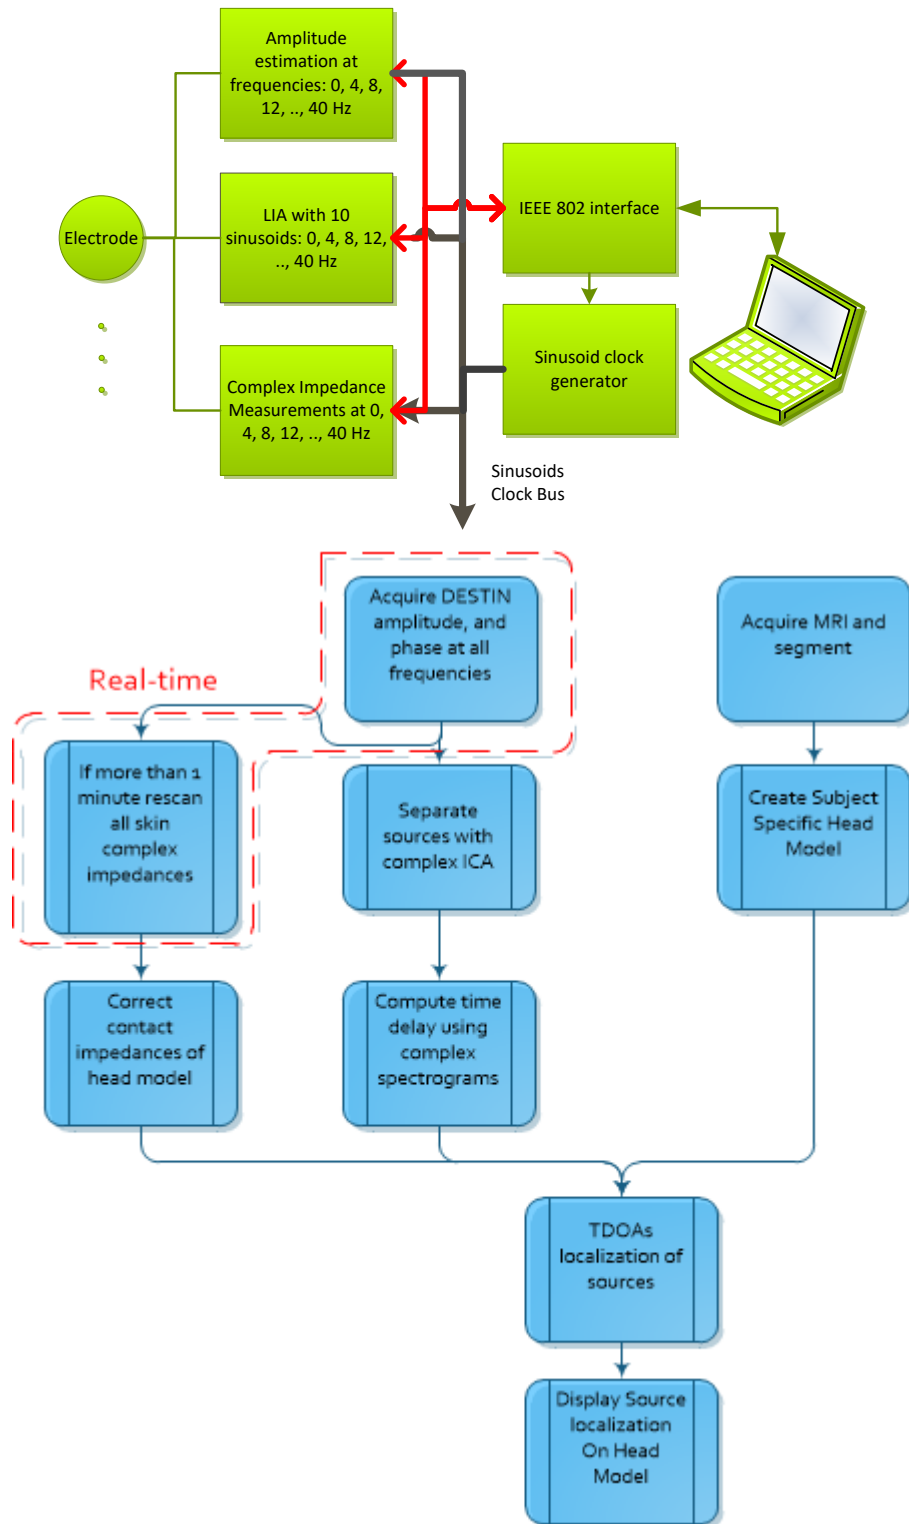 Amplitude
estimation at
frequencies: 0, 4, 8,
12, .., 40 Hz
Electrode
LIA with 10
sinusoids: 0, 4, 8, 12,
.., 40 Hz
IEEE 802 interface
Complex Impedance
Measurements at 0,
4, 8, 12, .., 40 Hz
Sinusoid clock
generator
Sinusoids
Clock Bus
Real-time
Acquire DESTIN
amplitude, and
phase at all
frequencies
Acquire MRI and
segment
If more than 1
minute rescan
all skin
complex
impedances
Separate
sources with
complex ICA
Create Subject
Specific Head
Model
Correct
contact
impedances of
head model
Compute time
delay using
complex
spectrograms
TDOAs
localization of
sources
Display Source
localization
On Head
Model